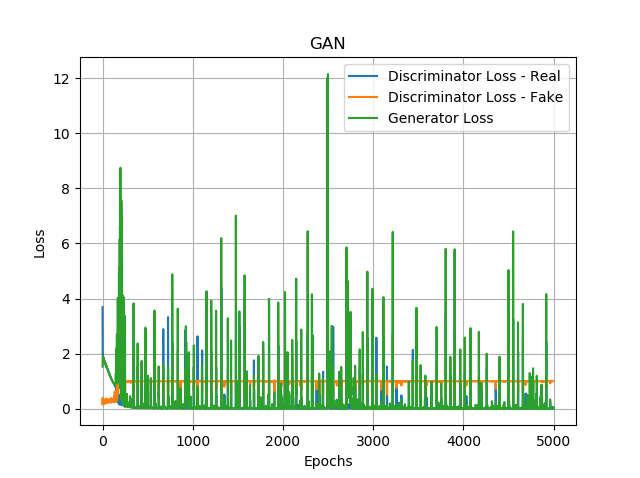 GAN
Discriminator Loss - Real
Discriminator Loss - Fake
Generator Loss
12
10
8
6
4
2
0
Loss
0 1000 2000 3000 4000 5000
Epochs